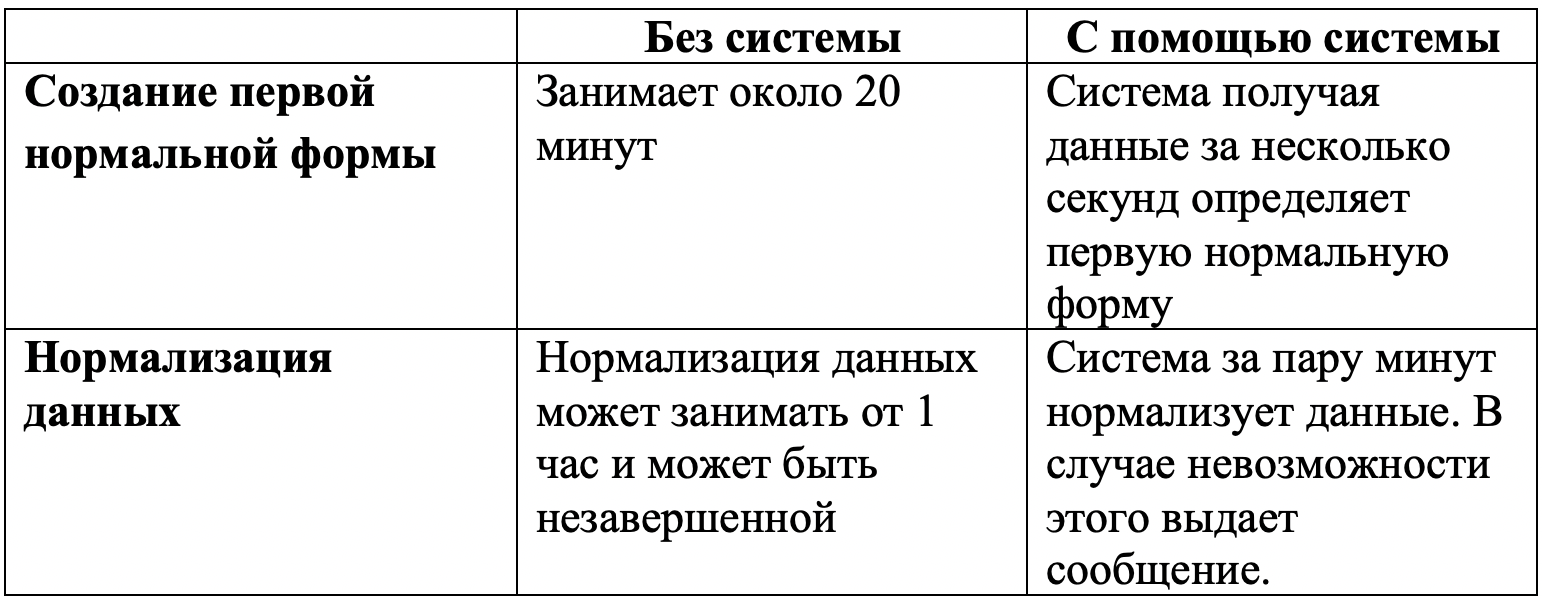 Без системы
С помощью системы
Создание первой
нормальной формы
Занимает около 20
минут
Система получая
данные за несколько
секунд определяет
первую нормальную
форму
Нормализация
данных
Нормализация данных
может занимать от 1
час и может быть
незавершенной
Система за пару минут
нормализует данные. В
случае невозможности
этого выдает
сообщение.